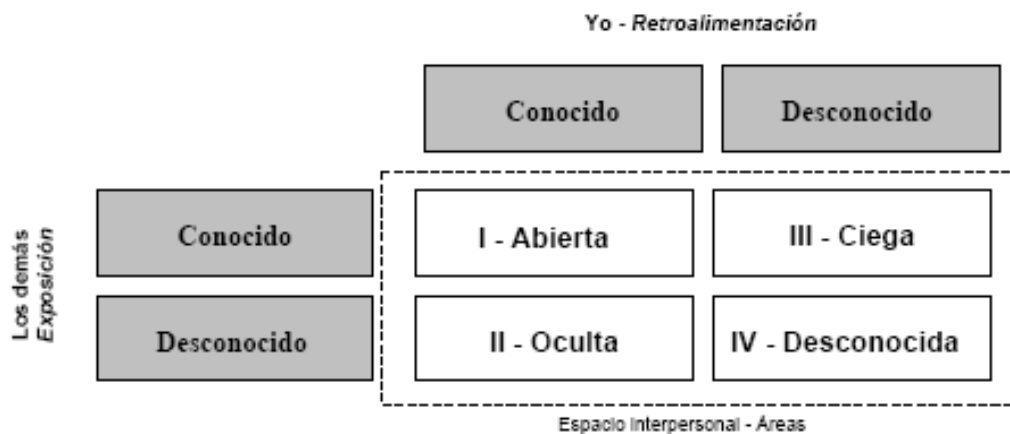 Yo - Retroalimentación
Conocido
Desconocido
Los demás
Exposición
Conocido
I - Abierta
III - Ciega
Desconocido
II - Oculta
IV - Desconocida
Espacio Interpersonal - Áreas